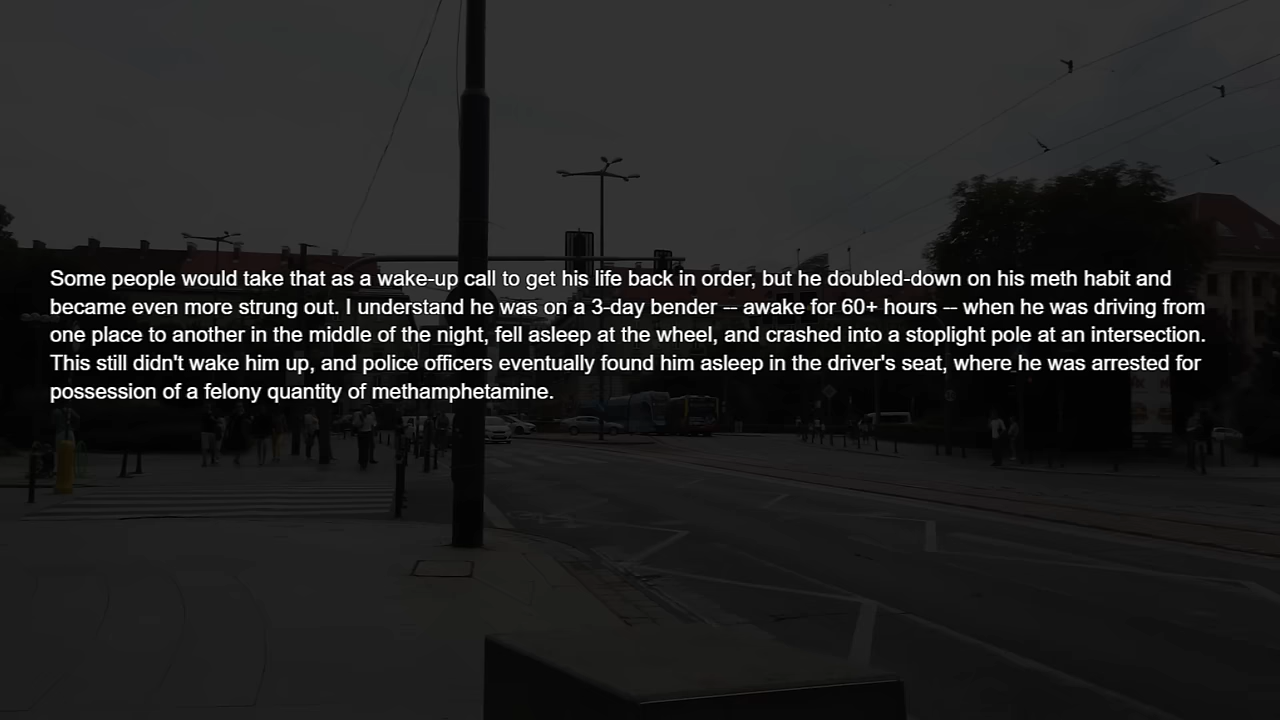 Some people would take that as a wake-up call to get his life back in order, but he doubled-down on his meth habit and
became even more strung out. I understand he was on a 3-day bender -- awake for 60+ hours -- when he was driving from
one place to another in the middle of the night, fell asleep at the wheel, and crashed into a stoplight pole at an intersection.
This still didn't wake him up, and police officers eventually found him asleep in the driver's seat, where he was arrested for
possession of a felony quantity of methamphetamine.